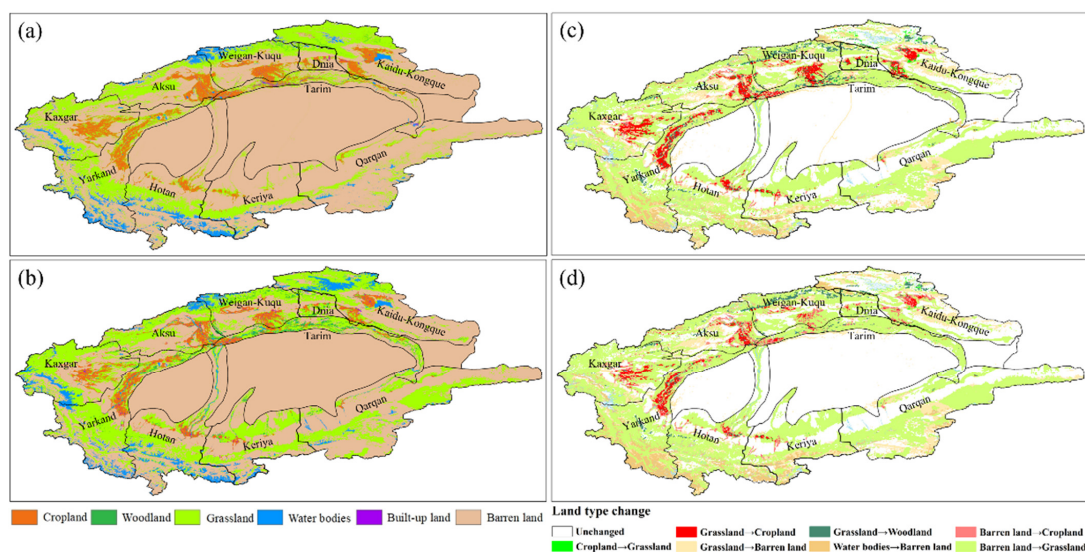 (a)
Weigan-Kuqu
Dnia
Kaidu-Kongque
Aksu
Tarim
Kaxgar
Yarkand
Hotan
Keriya
Qarqan
(c)
Weigan-Kuqu
Dnia
Kaidu-Kongque
Aksu
Tarim
Kaxgar
Yarkand
Hotan
Keriya
Qarqan
(b)
Weigan-Kuqu
Dnia
Kaidu-Kongque
Aksu
Tarim
Kaxgar
Yarkand
Hotan
Keriya
Qarqan
(d)
Weigan-Kuqu
Dnia
Kaidu-Kongque
Aksu
Tarim
Kaxgar
Yarkand
Hotan
Keriya
Qarqan
Cropland Woodland Grassland Water bodies Built-up land Barren land
Land type change
Unchanged Grassland→Cropland Grassland→Woodland Barren land→Cropland
Cropland→Grassland Grassland→Barren land Water bodies→Barren land Barren land→Grassland